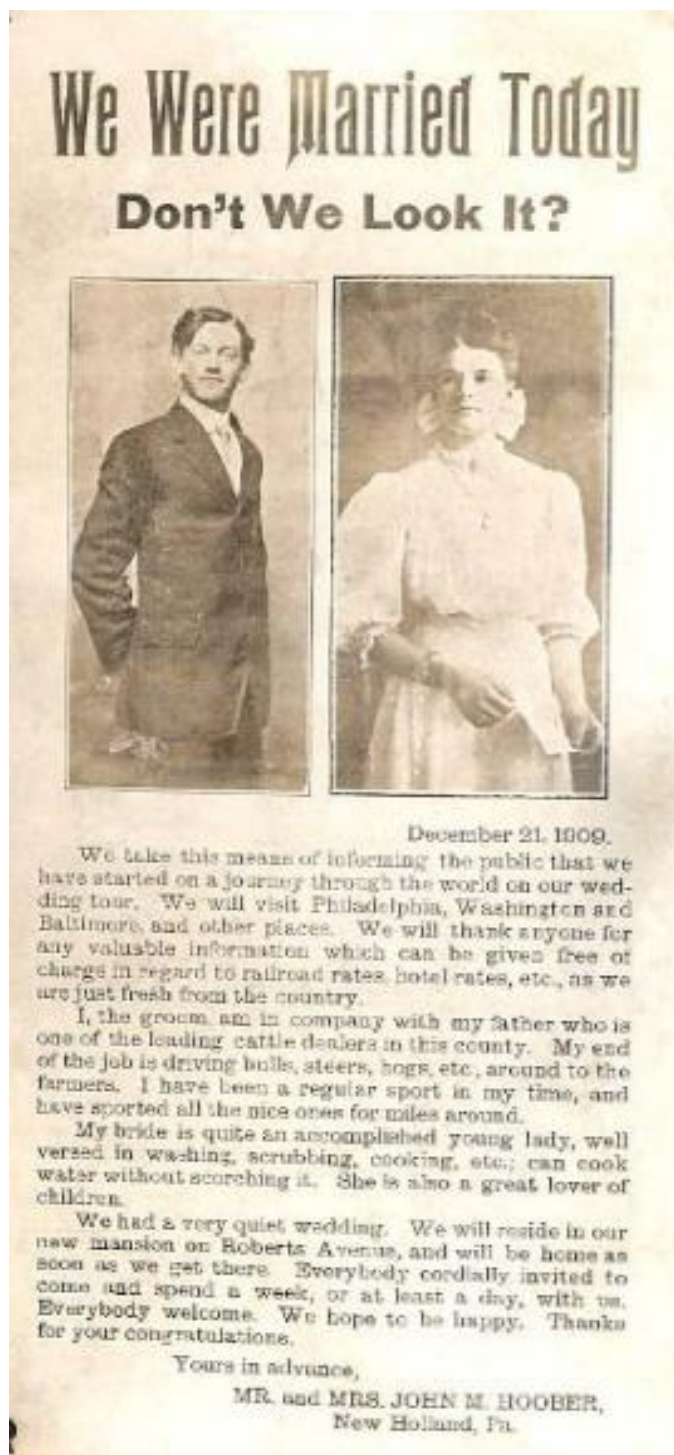 We Were Married Today
Don't We Look It?
December 21, 1909.
We take this means of informing the public that we
have started on a journey through the world on our wed-
ding tour. We will visit Philadelphia, Washington and
Baltimore, and other places. We will thank anyone for
any valuable information which can be given free of
charge in regard to railroad rates, hotel rates, etc., as we
are just fresh from the country.
I, the groom, am in company with my father who is
one of the leading cattle dealers in this county. My end
of the job is driving bulls, steers, hogs, etc., around to the
farmers. I have been a regular sport in my time, and
have sported all the nice ones for miles around.
My bride is quite an accomplished young lady, well
versed in washing, scrubbing, cooking, etc.; can cook
water without scorching it. She is also a great lover of
children.
We had a very quiet wedding. We will reside in our
new mansion on Roberts Avenue, and will be home as
soon as we get there. Everybody cordially invited to
come and spend a week, or at least a day, with us.
Everybody welcome. We hope to be happy. Thanks
for your congratulations.
Yours in advance,
MR. and MRS. JOHN M. HOOBER,
New Holland, Pa.